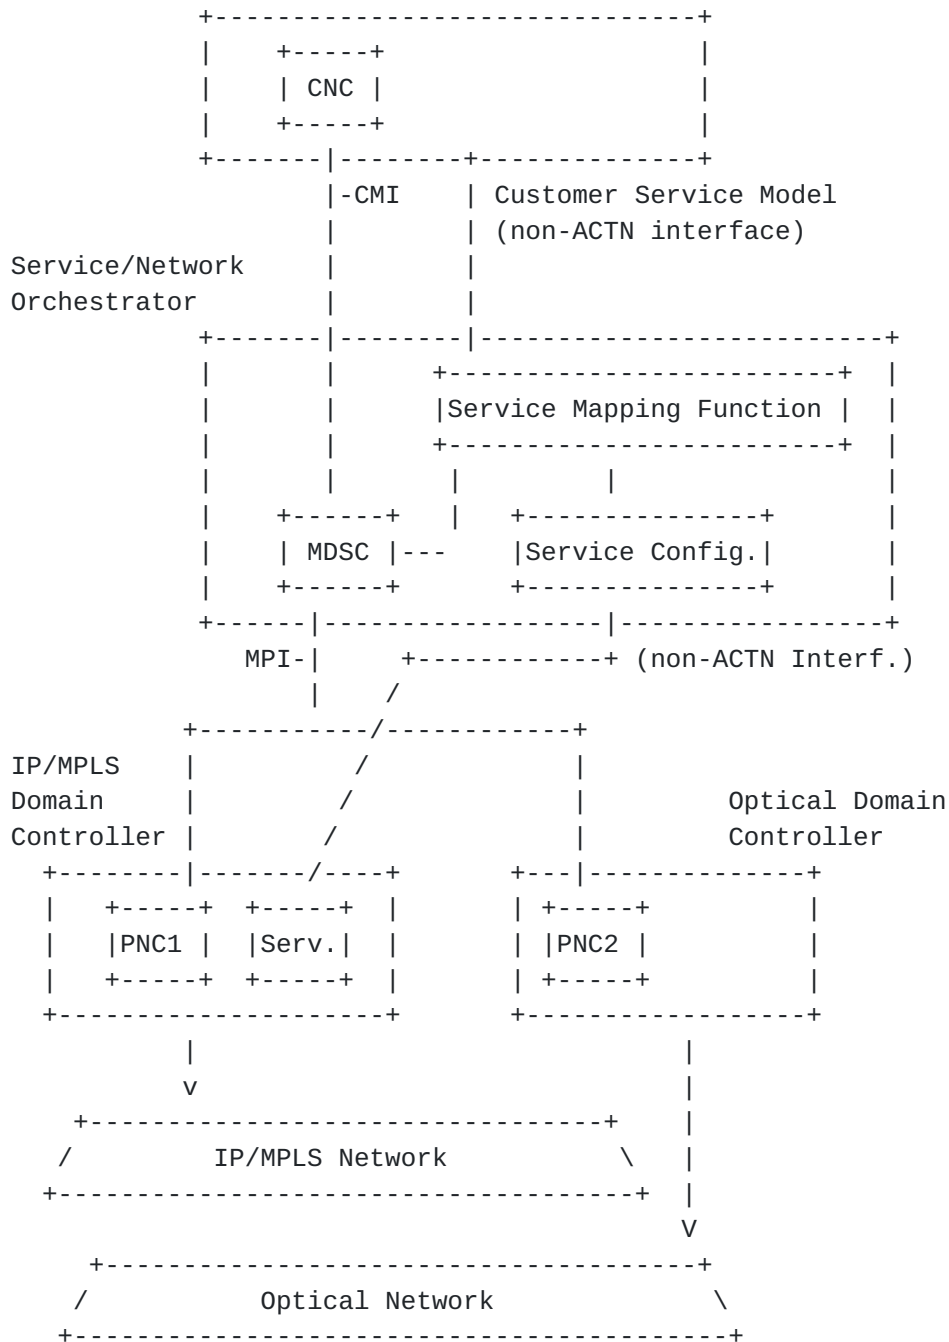 CNC
-CMI Customer Service Model
(non-ACTN interface)
Service/Network
Orchestrator
Service Mapping Function
MDSC Service Config.
MPI- (non-ACTN Interf.)
IP/MPLS
Domain Optical Domain
Controller Controller
PNC1 Serv. PNC2
v
IP/MPLS Network
V
Optical Network